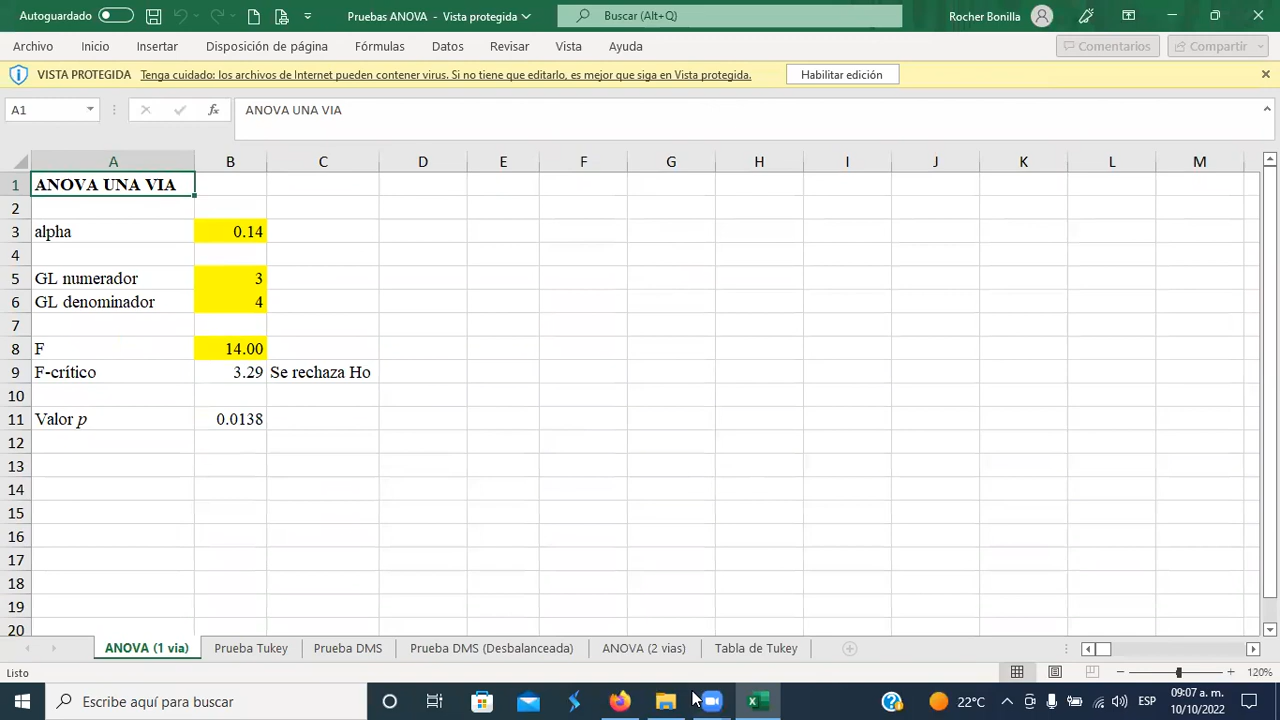 Autoguardado
Pruebas ANOVA - Vista protegida
Buscar (Alt+Q)
Rocher Bonilla
Archivo Inicio Insertar Disposición de página Fórmulas Datos Revisar Vista Ayuda
Comentarios Compartir
VISTA PROTEGIDA Tenga cuidado: los archivos de Internet pueden contener virus. Si no tiene que editarlo, es mejor que siga en Vista protegida. Habilitar edición
A1 fx ANOVA UNA VIA
A B C D E F G H I J K L M
1 ANOVA UNA VIA
2
3 alpha 0.14
4
5 GL numerador 3
6 GL denominador 4
7
8 F 14.00
9 F-crítico 3.29 Se rechaza Ho
10
11 Valor p 0.0138
12
13
14
15
16
17
18
19
20
ANOVA (1 via) Prueba Tukey Prueba DMS Prueba DMS (Desbalanceada) ANOVA (2 vias) Tabla de Tukey
Listo 120%
Escribe aquí para buscar
22°C ESP 09:07 a. m.
10/10/2022